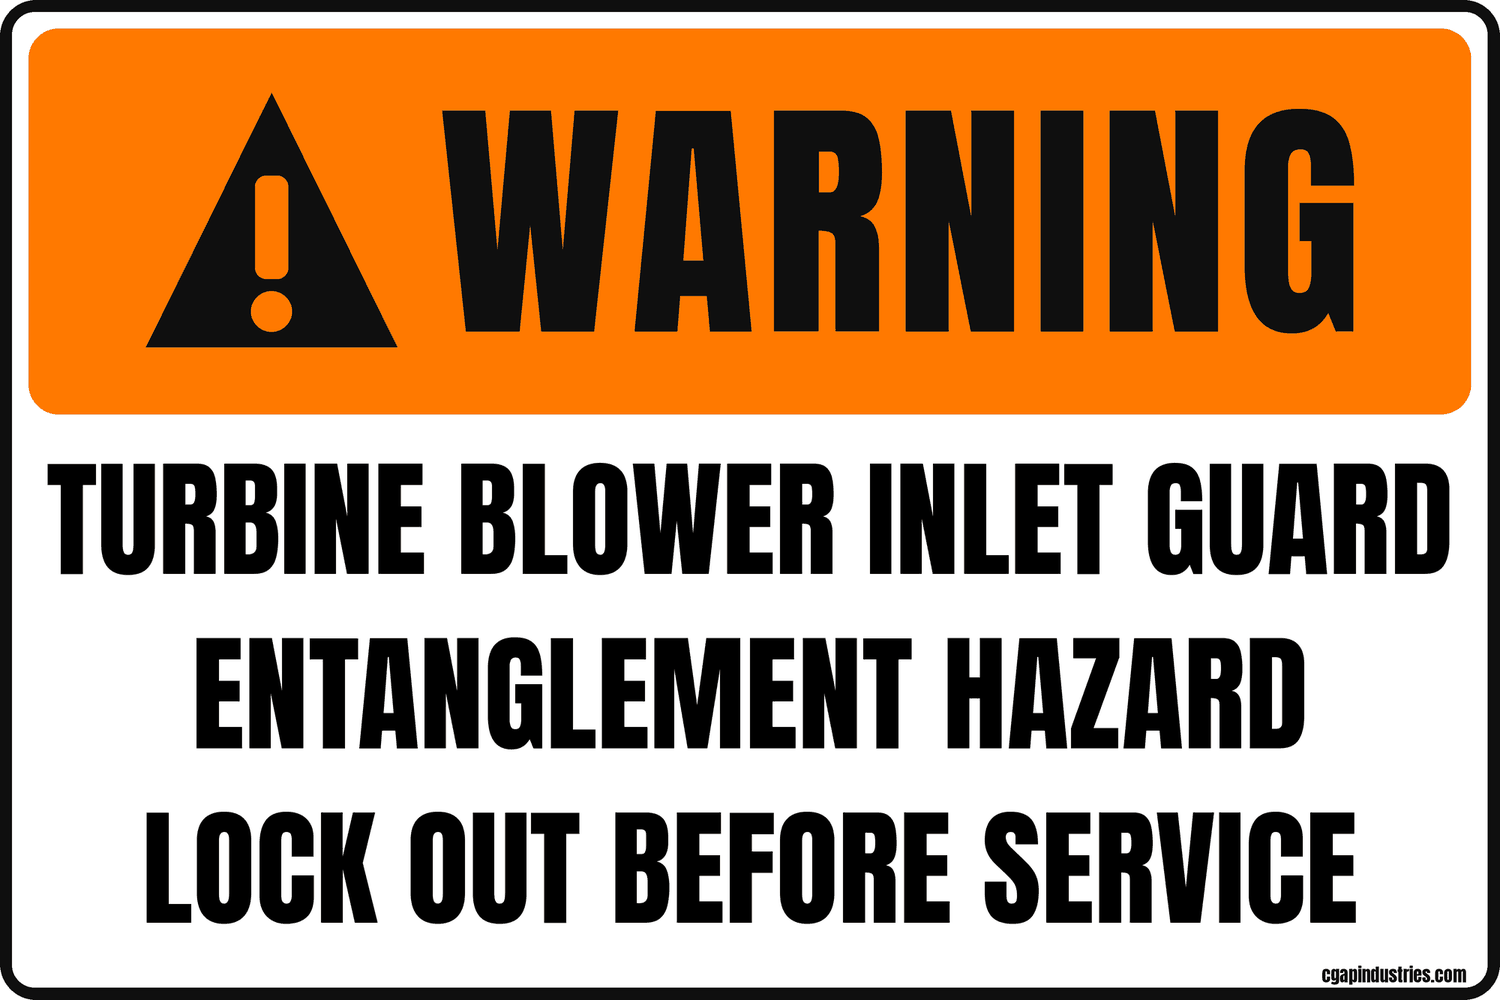 WARNING
TURBINE BLOWER INLET GUARD
ENTANGLEMENT HAZARD
LOCK OUT BEFORE SERVICE
cgapindustries.com